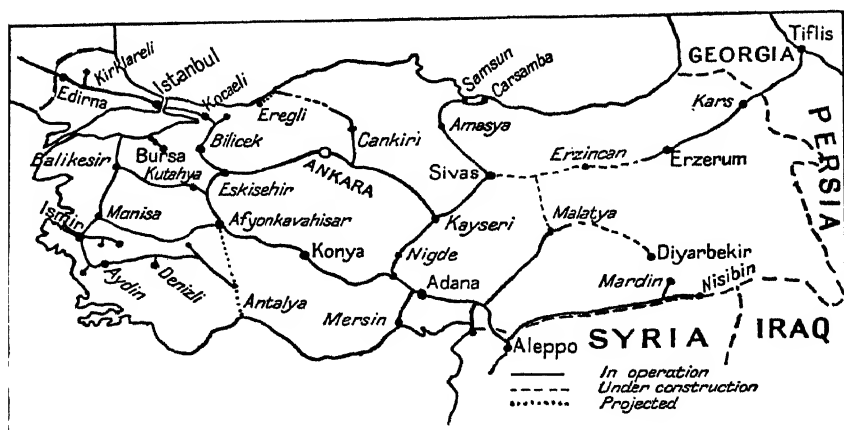 Tiflis
GEORGIA
Kirklareli
Istanbul
Samsun
Carsamba
Edirna
Kocaeli
Eregli
Kars
PERSIA
Amasya
Bilicek
Cankiri
Bursa
Balikesir
ANKARA
Erzincan
Erzerum
Kutahya
Eskisehir
Sivas
Manisa
Ismir
Afyonkavahisar
Kayseri
Malatya
Konya
Nigde
Diyarbekir
Aydin
Denizli
Adana
Mardin
Nisibin
Antalya
Mersin
SYRIA
IRAQ
Aleppo
In operation
Under construction
Projected